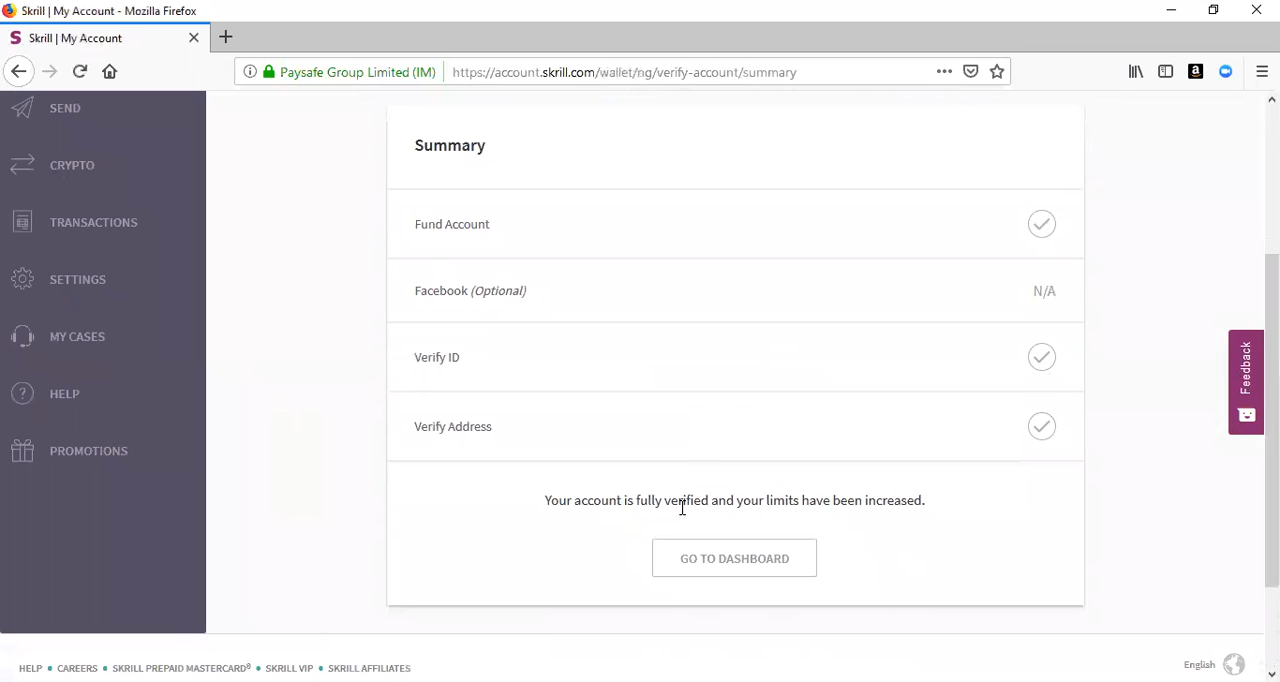 Skrill | My Account - Mozilla Firefox
S Skrill | My Account
Paysafe Group Limited (IM) https://account.skrill.com/wallet/ng/verify-account/summary
SEND
CRYPTO
TRANSACTIONS
SETTINGS
MY CASES
HELP
PROMOTIONS
Summary
Fund Account
Facebook (Optional) N/A
Verify ID
Verify Address
Your account is fully verified and your limits have been increased.
GO TO DASHBOARD
Feedback
HELP • CAREERS • SKRILL PREPAID MASTERCARD® • SKRILL VIP • SKRILL AFFILIATES
English